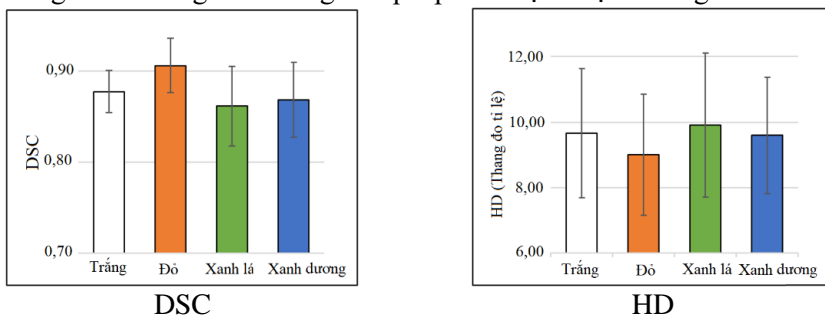 0,90
0,80
0,70
DSC
Trắng Đỏ Xanh lá Xanh dương
DSC
12,00
10,00
8,00
6,00
HD (Thang đo tỉ lệ)
Trắng Đỏ Xanh lá Xanh dương
HD